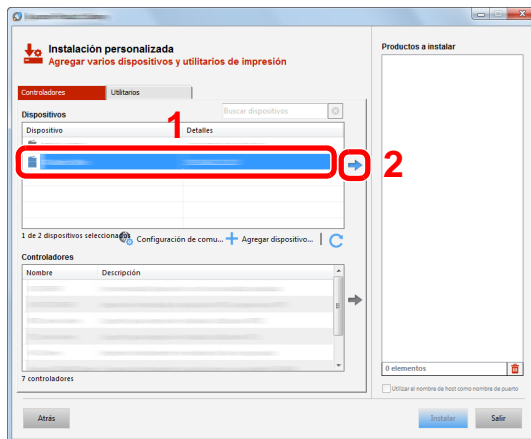 Instalación personalizada
Agregar varios dispositivos y utilitarios de impresión
Productos a instalar
Controladores
Utilitarios
Dispositivos
Buscar dispositivos
1
Dispositivo
Detalles
2
1 de 2 dispositivos seleccionados
Configuración de comu...
Agregar dispositivo...
Controladores
Nombre
Descripción
7 controladores
0 elementos
Utilizar el nombre de host como nombre de puerto
Atrás
Instalar
Salir